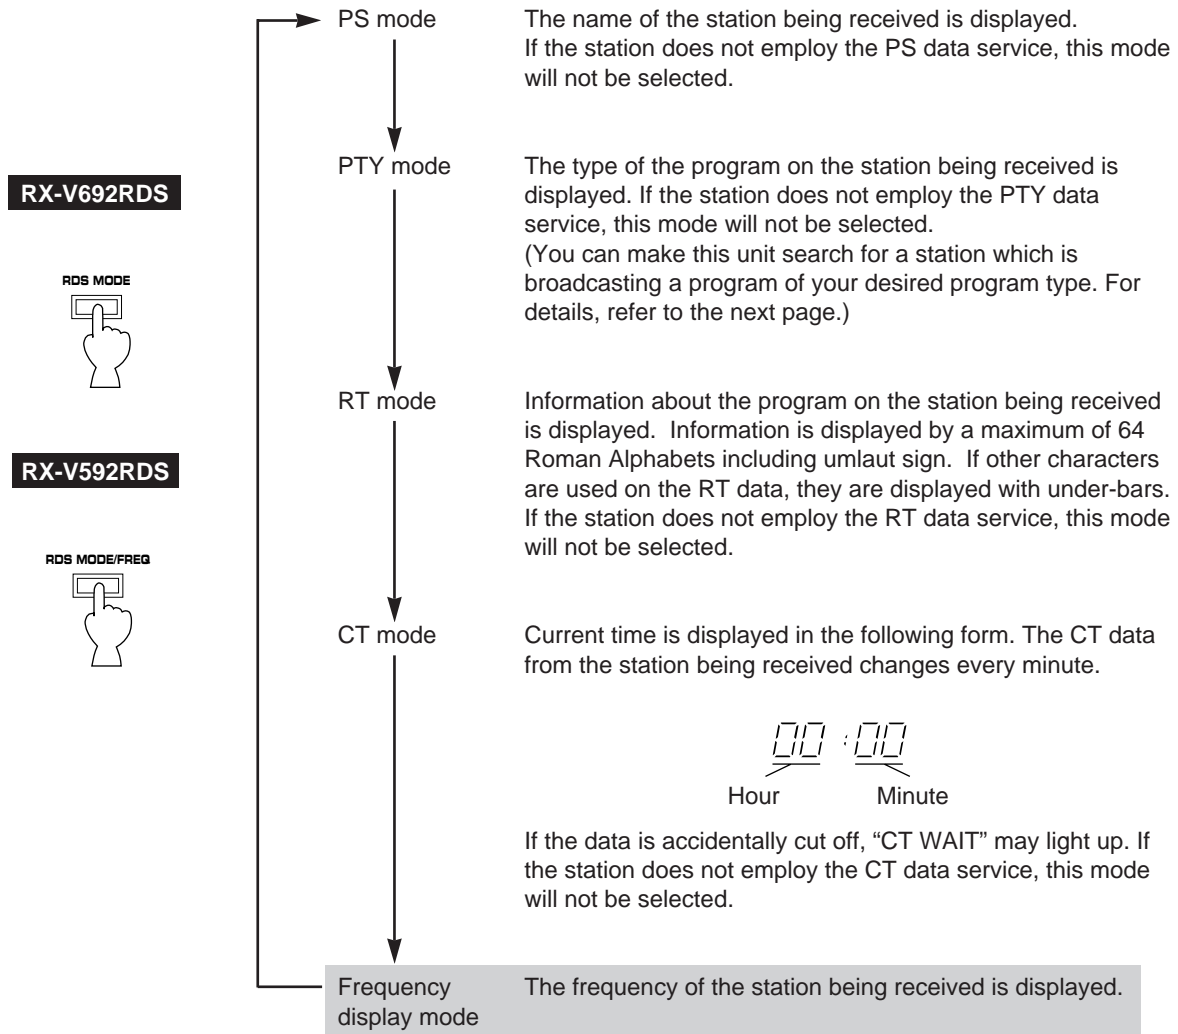 PS mode
The name of the station being received is displayed.
If the station does not employ the PS data service, this mode
will not be selected.
PTY mode
The type of the program on the station being received is
displayed. If the station does not employ the PTY data
service, this mode will not be selected.
(You can make this unit search for a station which is
broadcasting a program of your desired program type. For
details, refer to the next page.)
RX-V692RDS
RDS MODE
RT mode
Information about the program on the station being received
is displayed.  Information is displayed by a maximum of 64
Roman Alphabets including umlaut sign.  If other characters
are used on the RT data, they are displayed with under-bars.
If the station does not employ the RT data service, this mode
will not be selected.
RX-V592RDS
RDS MODE/FREQ
CT mode
Current time is displayed in the following form. The CT data
from the station being received changes every minute.
00 : 00
Hour Minute
If the data is accidentally cut off, “CT WAIT” may light up. If
the station does not employ the CT data service, this mode
will not be selected.
Frequency
display mode
The frequency of the station being received is displayed.